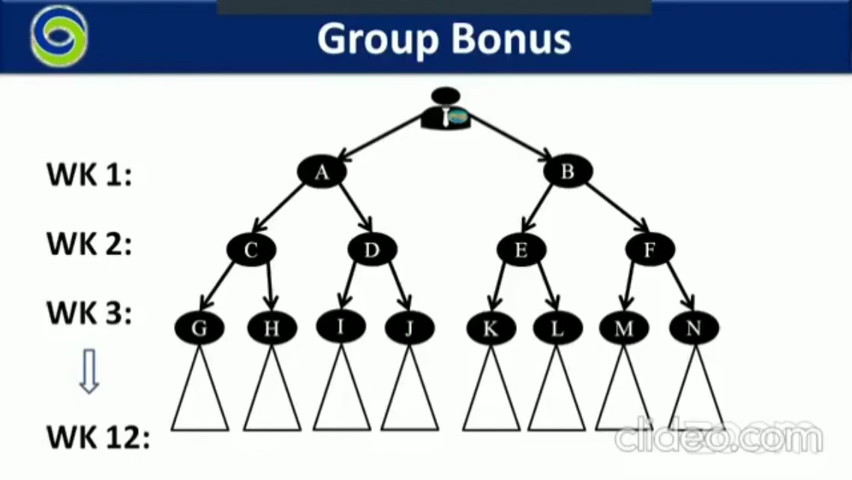 Group Bonus
WK 1:
A B
WK 2:
C D E F
WK 3:
G H I J K L M N
WK 12:
clideo.com